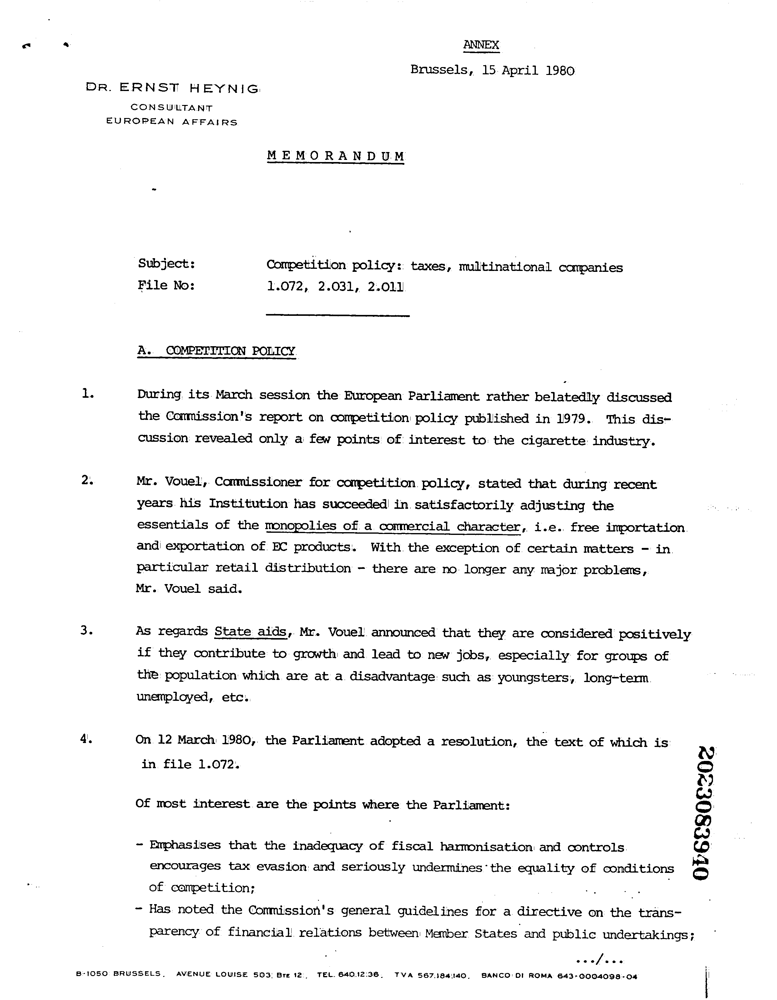 ANNEX
Brussels, 15 April 1980
DR. ERNST HEYNIG
CONSULTANT
EUROPEAN AFFAIRS
MEMORANDUM
Subject: Competition policy: taxes, multinational companies
File No: 1.072, 2.031, 2.011
A. COMPETITION POLICY
1. During its March session the European Parliament rather belatedly discussed
the Commission's report on competition policy published in 1979. This dis-
cussion revealed only a few points of interest to the cigarette industry.
2. Mr. Vouel, Commissioner for competition policy, stated that during recent
years his Institution has succeeded in satisfactorily adjusting the
essentials of the monopolies of a commercial character, i.e. free importation
and exportation of EC products. With the exception of certain matters - in
particular retail distribution - there are no longer any major problems,
Mr. Vouel said.
3. As regards State aids, Mr. Vouel announced that they are considered positively
if they contribute to growth and lead to new jobs, especially for groups of
the population which are at a disadvantage such as youngsters, long-term
unemployed, etc.
4. On 12 March 1980, the Parliament adopted a resolution, the text of which is
in file 1.072.
Of most interest are the points where the Parliament:
- Emphasises that the inadequacy of fiscal harmonisation and controls
encourages tax evasion and seriously undermines the equality of conditions
of competition;
- Has noted the Commission's general guidelines for a directive on the trans-
parency of financial relations between Member States and public undertakings;
.../...
B-1050 BRUSSELS, AVENUE LOUISE 503, Bte 12, TEL. 640.12.36, TVA 567.184.140, BANCO DI ROMA 643-0004098-04
2023083940